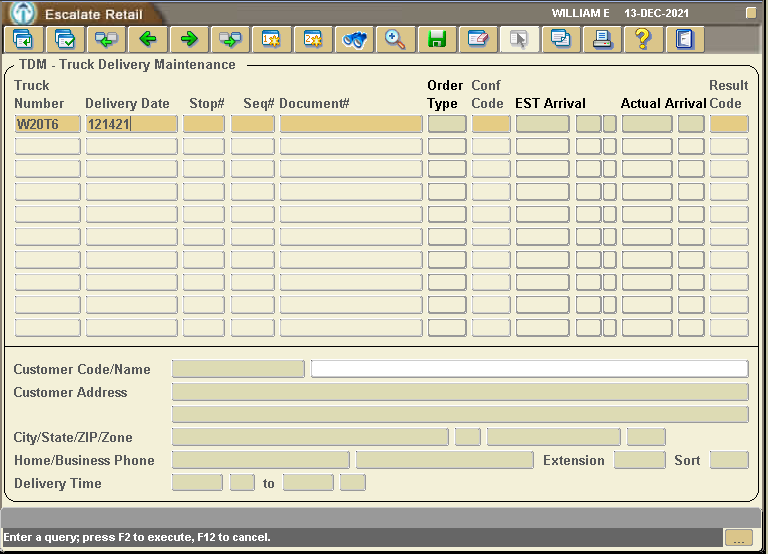 Escalate Retail WILLIAM E 13-DEC-2021
TDM - Truck Delivery Maintenance
Truck Order Conf Result
Number Delivery Date Stop# Seq# Document# Type Code EST Arrival Actual Arrival Code
W20T6 121421
Customer Code/Name
Customer Address
City/State/ZIP/Zone
Home/Business Phone Extension Sort
Delivery Time to
Enter a query; press F2 to execute, F12 to cancel. ...